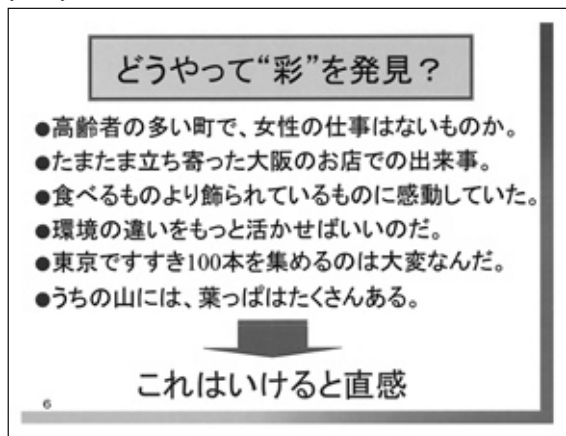 どうやって“彩”を発見？
●高齢者の多い町で、女性の仕事はないものか。
●たまたま立ち寄った大阪のお店での出来事。
●食べるものより飾られているものに感動していた。
●環境の違いをもっと活かせばいいのだ。
●東京ですすき100本を集めるのは大変なんだ。
●うちの山には、葉っぱはたくさんある。
これはいけると直感
6